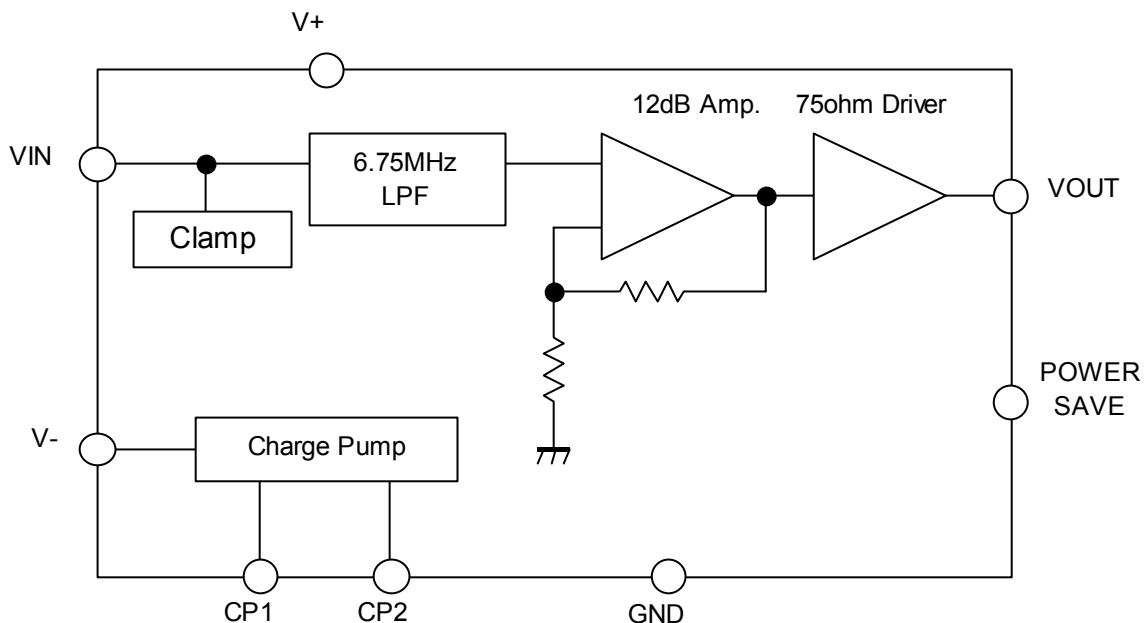 V+
12dB Amp.
75ohm Driver
VIN
6.75MHz
LPF
VOUT
Clamp
POWER
SAVE
V-
Charge Pump
CP1
CP2
GND